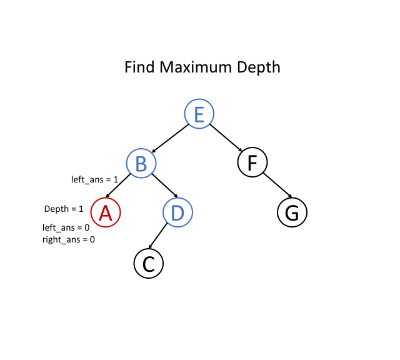 Find Maximum Depth
E
B
F
left_ans = 1
Depth = 1
A
D
G
left_ans = 0
right_ans = 0
C